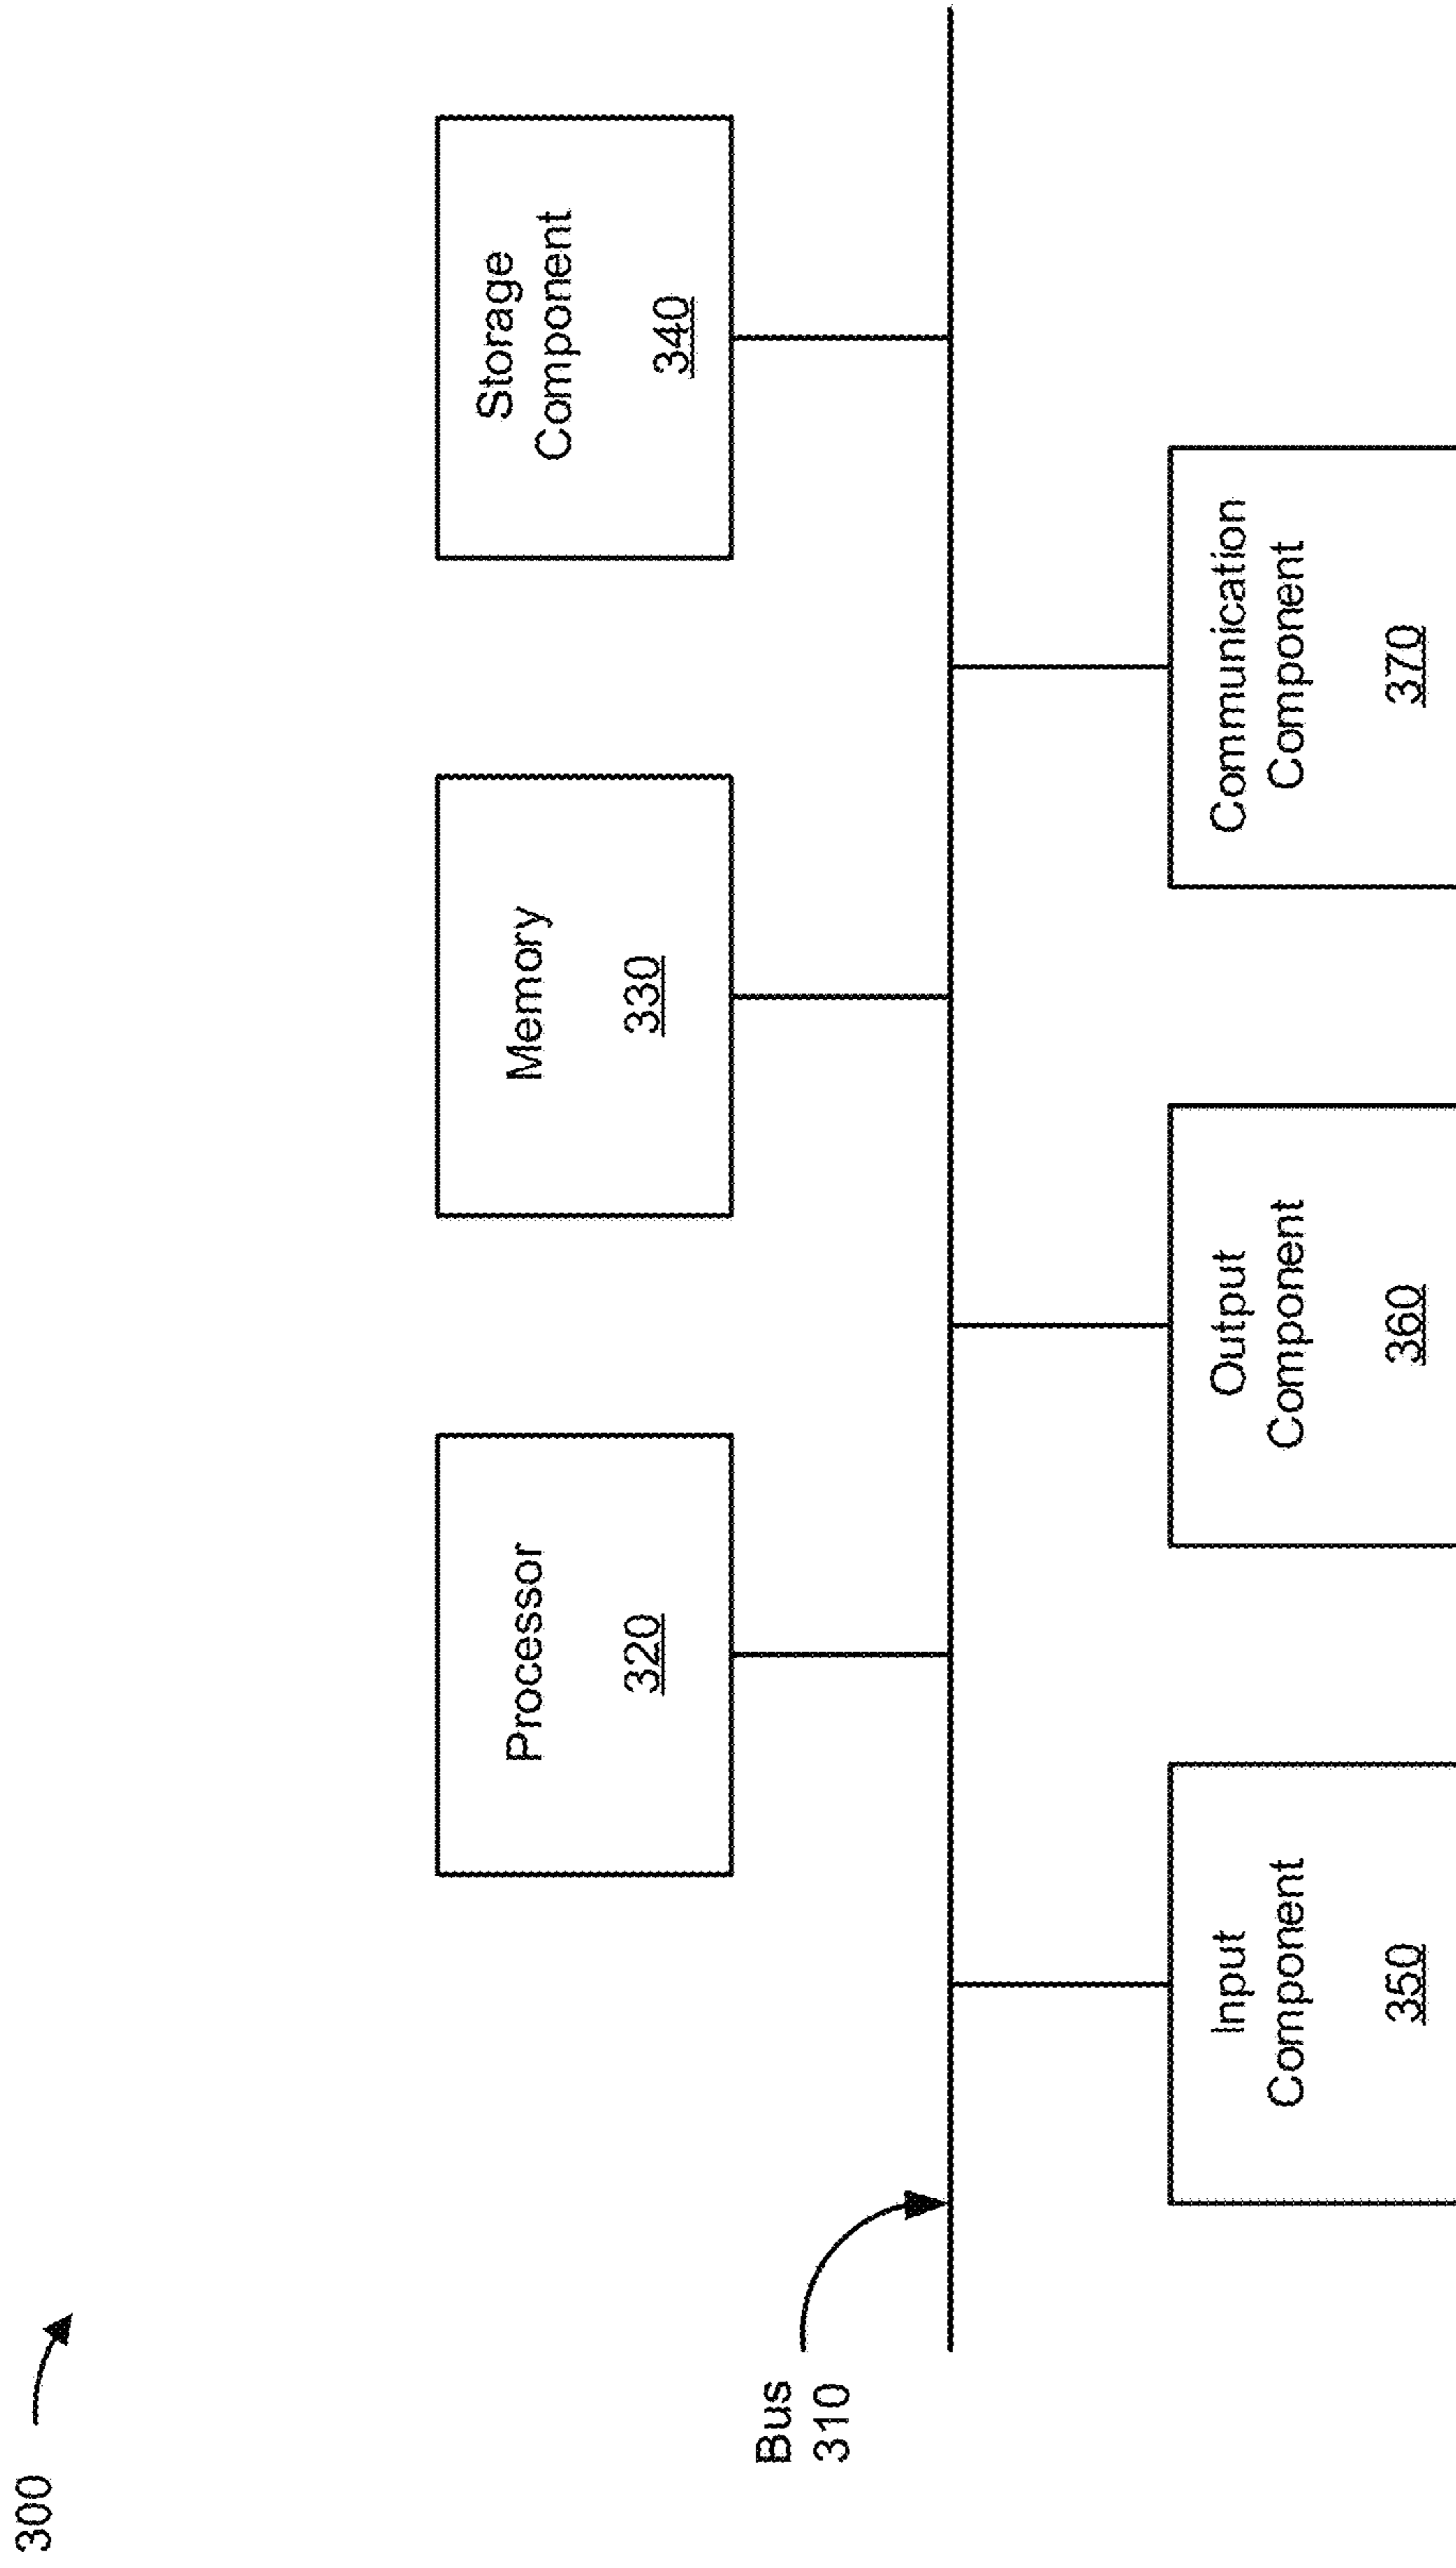 300
Processor
320
Memory
330
Storage
Component
340
Bus
310
Input
Component
350
Output
Component
360
Communication
Component
370